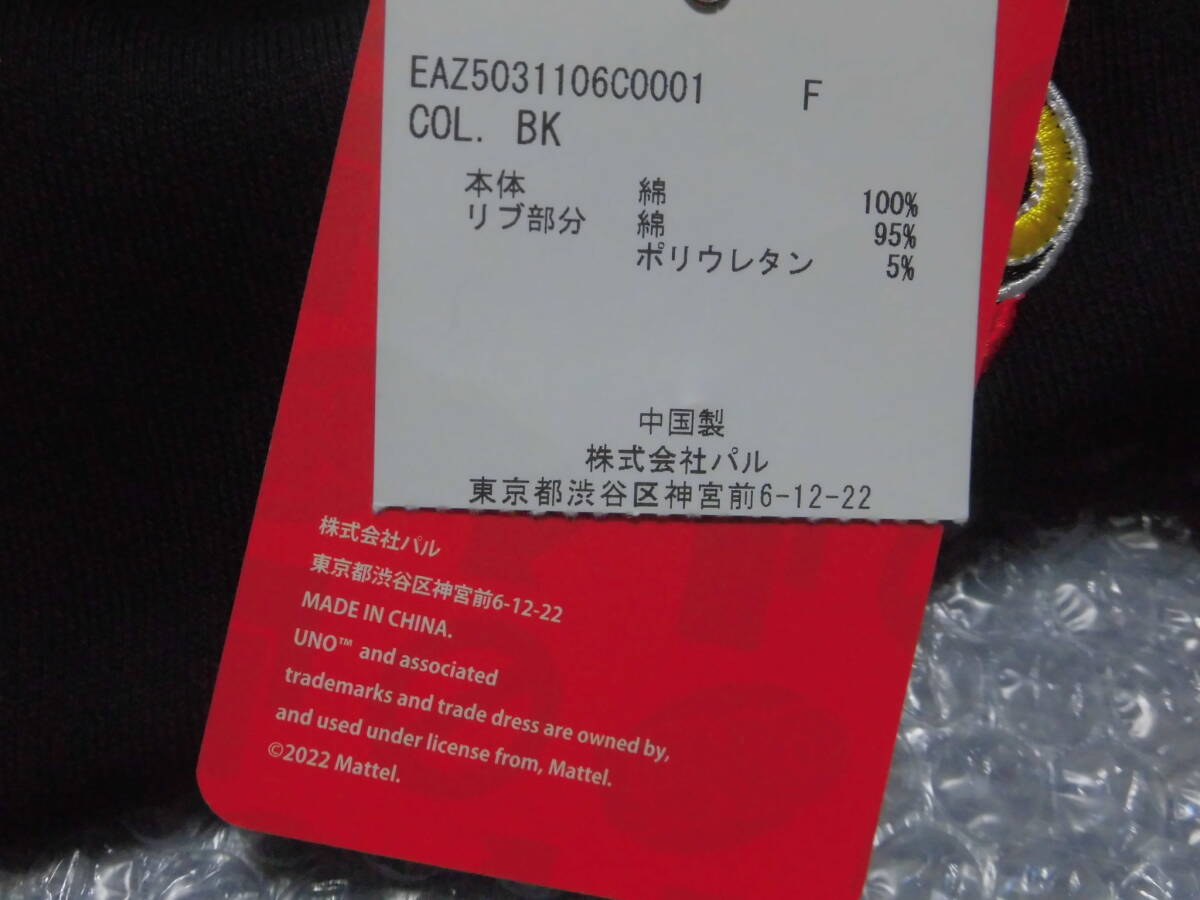 EAZ5031106C0001 F
COL. BK
本体 綿 100%
リブ部分 綿 95%
ポリウレタン 5%
中国製
株式会社パル
東京都渋谷区神宮前6-12-22
株式会社パル
東京都渋谷区神宮前6-12-22
MADE IN CHINA.
UNO™ and associated
trademarks and trade dress are owned by,
and used under license from, Mattel.
©2022 Mattel.